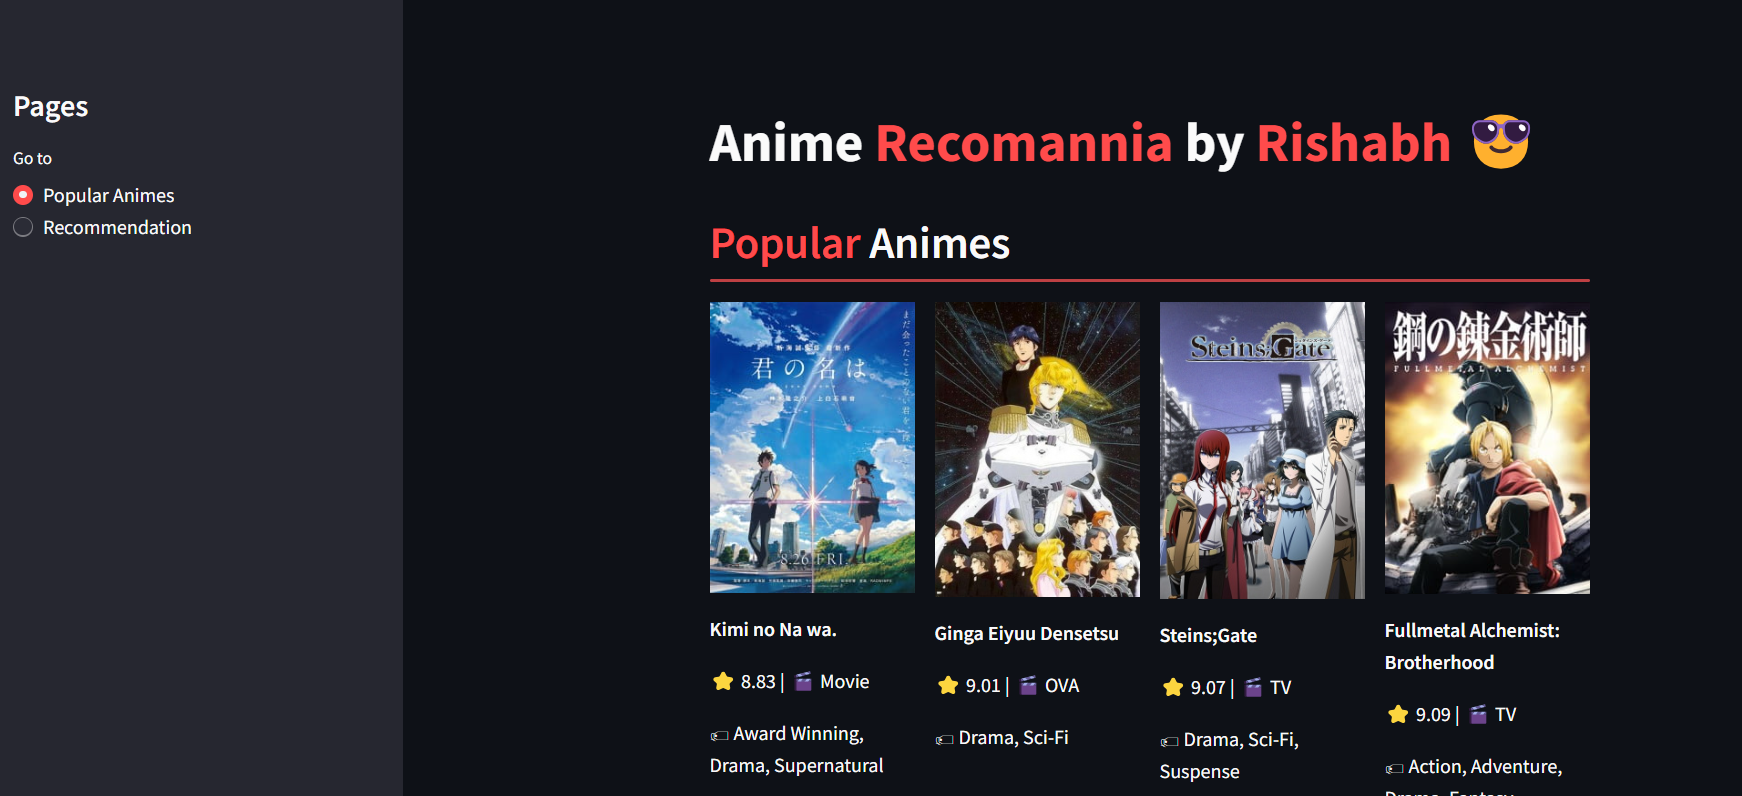 Pages
Go to
Popular Animes
Recommendation
Anime Recomannia by Rishabh 😎
Popular Animes
君の名は
8.26 FRI.
Kimi no Na wa.
⭐ 8.83 | 🎬 Movie
Award Winning,
Drama, Supernatural
Ginga Eiyuu Densetsu
⭐ 9.01 | 🎬 OVA
Drama, Sci-Fi
Steins;Gate
Steins;Gate
⭐ 9.07 | 🎬 TV
Drama, Sci-Fi,
Suspense
鋼の錬金術師
FULLMETAL ALCHEMIST
Fullmetal Alchemist:
Brotherhood
⭐ 9.09 | 🎬 TV
Action, Adventure,
Drama, Fantasy